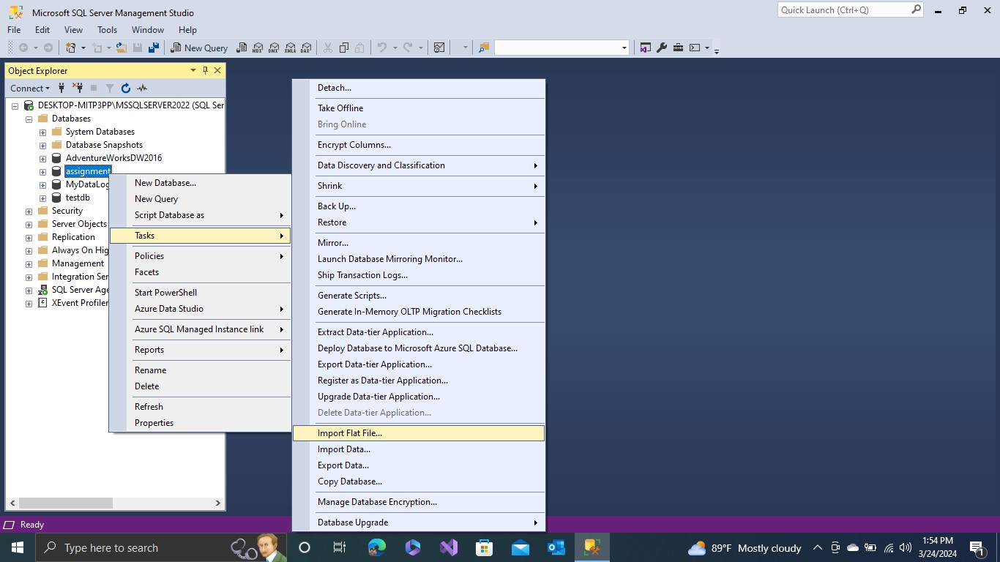 Microsoft SQL Server Management Studio
Quick Launch (Ctrl+Q)
File Edit View Tools Window Help
New Query
MDX DMX XMLA DAX
Object Explorer
Connect
DESKTOP-MITP3PP\MSSQLSERVER2022 (SQL Ser
Databases
System Databases
Database Snapshots
AdventureWorksDW2016
assignment
MyDataLog
testdb
Security
Server Objects
Replication
Always On Hig
Management
Integration Ser
SQL Server Age
XEvent Profiler
New Database...
New Query
Script Database as
Tasks
Policies
Facets
Start PowerShell
Azure Data Studio
Azure SQL Managed Instance link
Reports
Rename
Delete
Refresh
Properties
Detach...
Take Offline
Bring Online
Encrypt Columns...
Data Discovery and Classification
Shrink
Back Up...
Restore
Mirror...
Launch Database Mirroring Monitor...
Ship Transaction Logs...
Generate Scripts...
Generate In-Memory OLTP Migration Checklists
Extract Data-tier Application...
Deploy Database to Microsoft Azure SQL Database...
Export Data-tier Application...
Register as Data-tier Application...
Upgrade Data-tier Application...
Delete Data-tier Application...
Import Flat File...
Import Data...
Export Data...
Copy Database...
Manage Database Encryption...
Database Upgrade
Ready
Type here to search
89°F Mostly cloudy
1:54 PM
3/24/2024
1